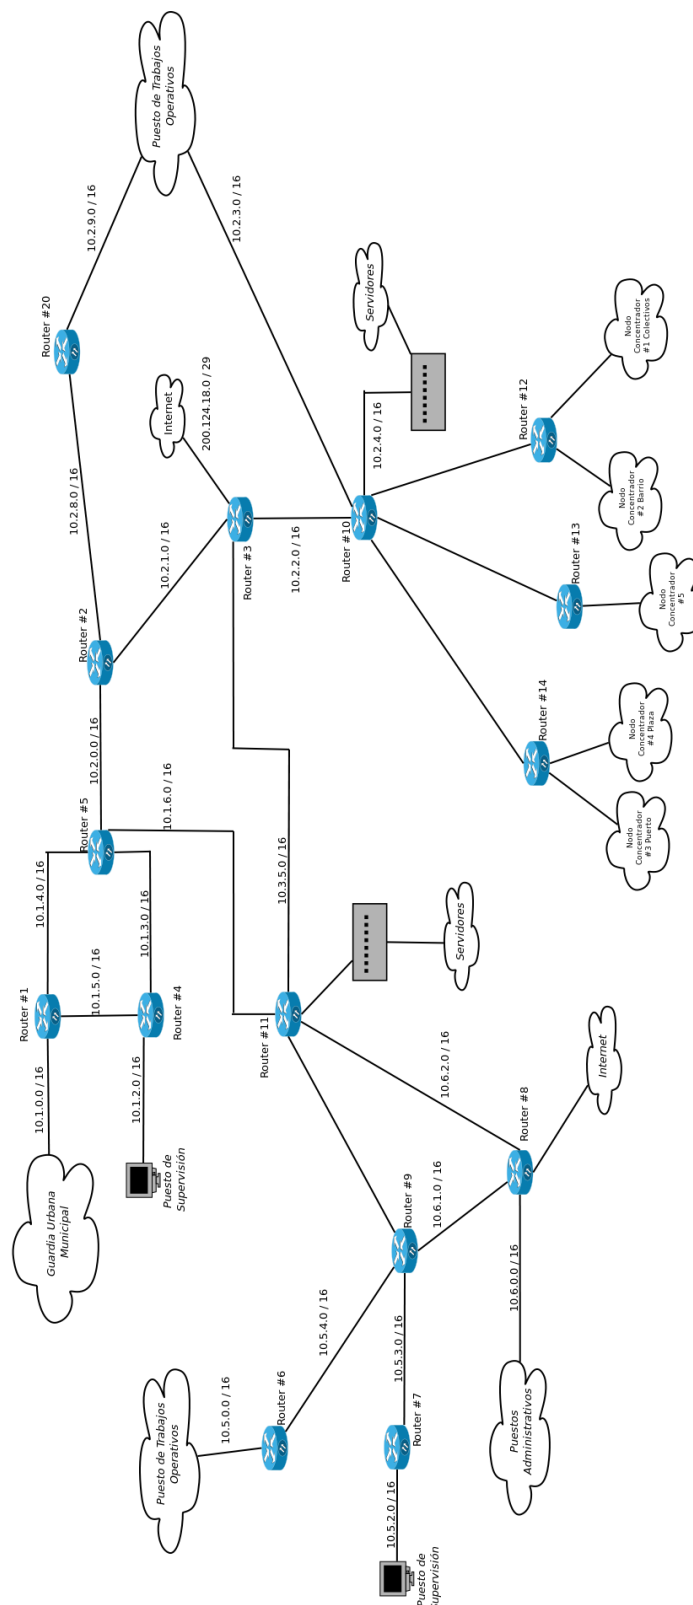 Puesto de Trabajos
Operativos
10.2.9.0 / 16
10.2.3.0 / 16
Router #20
Servidores
Internet
200.124.18.0 / 29
Nodo
Concentrador
#1 Colectivos
Router #12
10.2.4.0 / 16
10.2.8.0 / 16
10.2.1.0 / 16
Router #3
10.2.2.0 / 16
Router #10
Nodo
Concentrador
#2 Barrio
Router #13
Nodo
Concentrador
#5
Router #2
10.2.0.0 / 16
Router #14
Nodo
Concentrador
#4 Plaza
Nodo
Concentrador
#3 Puerto
Router #5
10.1.6.0 / 16
10.1.4.0 / 16
10.1.3.0 / 16
10.3.5.0 / 16
10.1.5.0 / 16
Router #1
Router #4
Servidores
Router #11
10.1.0.0 / 16
10.1.2.0 / 16
10.6.2.0 / 16
Internet
Router #8
Puesto de
Supervisión
Guardia Urbana
Municipal
Router #9
10.6.1.0 / 16
10.6.0.0 / 16
10.5.4.0 / 16
10.5.3.0 / 16
Router #6
Router #7
10.5.0.0 / 16
Puesto de Trabajos
Operativos
Puestos
Administrativos
10.5.2.0 / 16
Puesto de
Supervisión